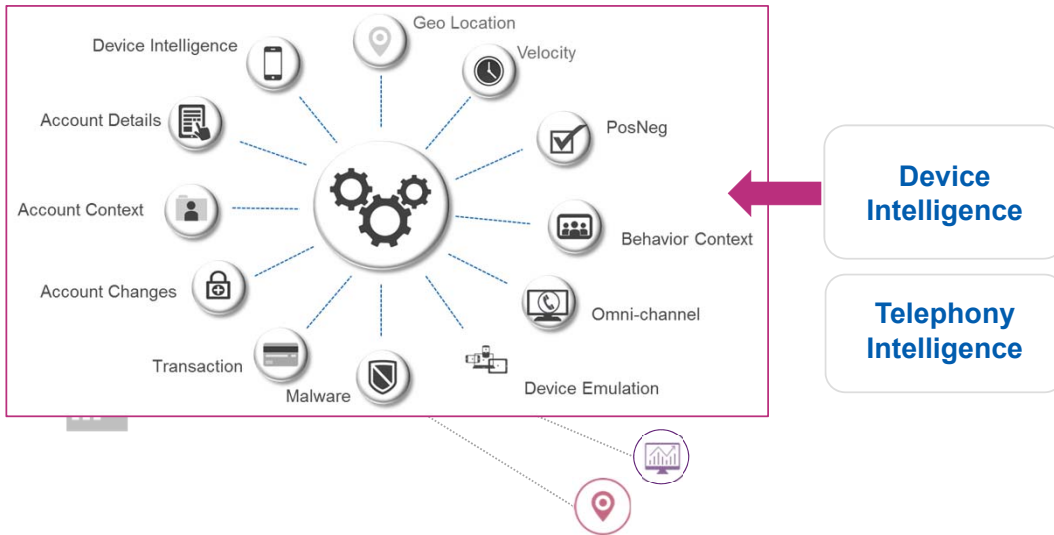 Geo Location
Device Intelligence
Velocity
Account Details
PosNeg
Account Context
Behavior Context
Account Changes
Omni-channel
Transaction
Malware
Device Emulation
Device
Intelligence
Telephony
Intelligence